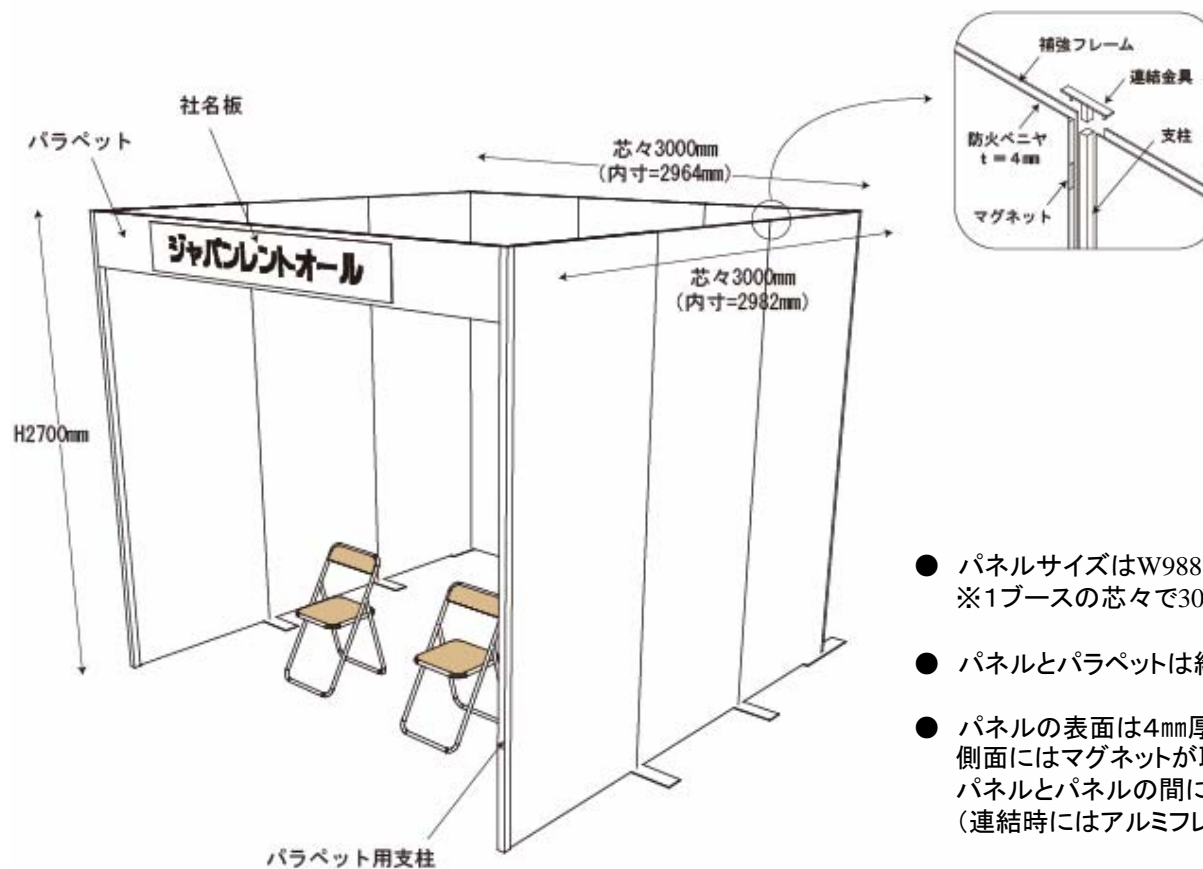 補強フレーム
連結金具
防火ベニヤ
t=4mm
支柱
マグネット
社名板
パラペット
芯々3000mm
(内寸=2964mm)
ジャパンレントオール
芯々3000mm
(内寸=2982mm)
H2700mm
● パネルサイズはW988
※1ブースの芯々で30
● パネルとパラペットは
● パネルの表面は4㎜厚
側面にはマグネットが
パネルとパネルの間に
(連結時にはアルミフレ
パラペット用支柱